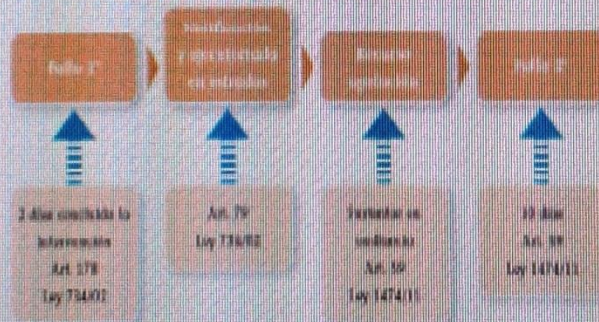 Fallo 1°
Notificación
y ejecutoriada
en estrados
Recurso
apelación
Fallo 2°
2 días concluida la
intervención
Art. 178
Ley 734/02
Art. 79
Ley 734/02
Sustentar en
audiencia
Art. 59
Ley 1474/11
10 días
Art. 59
Ley 1474/11